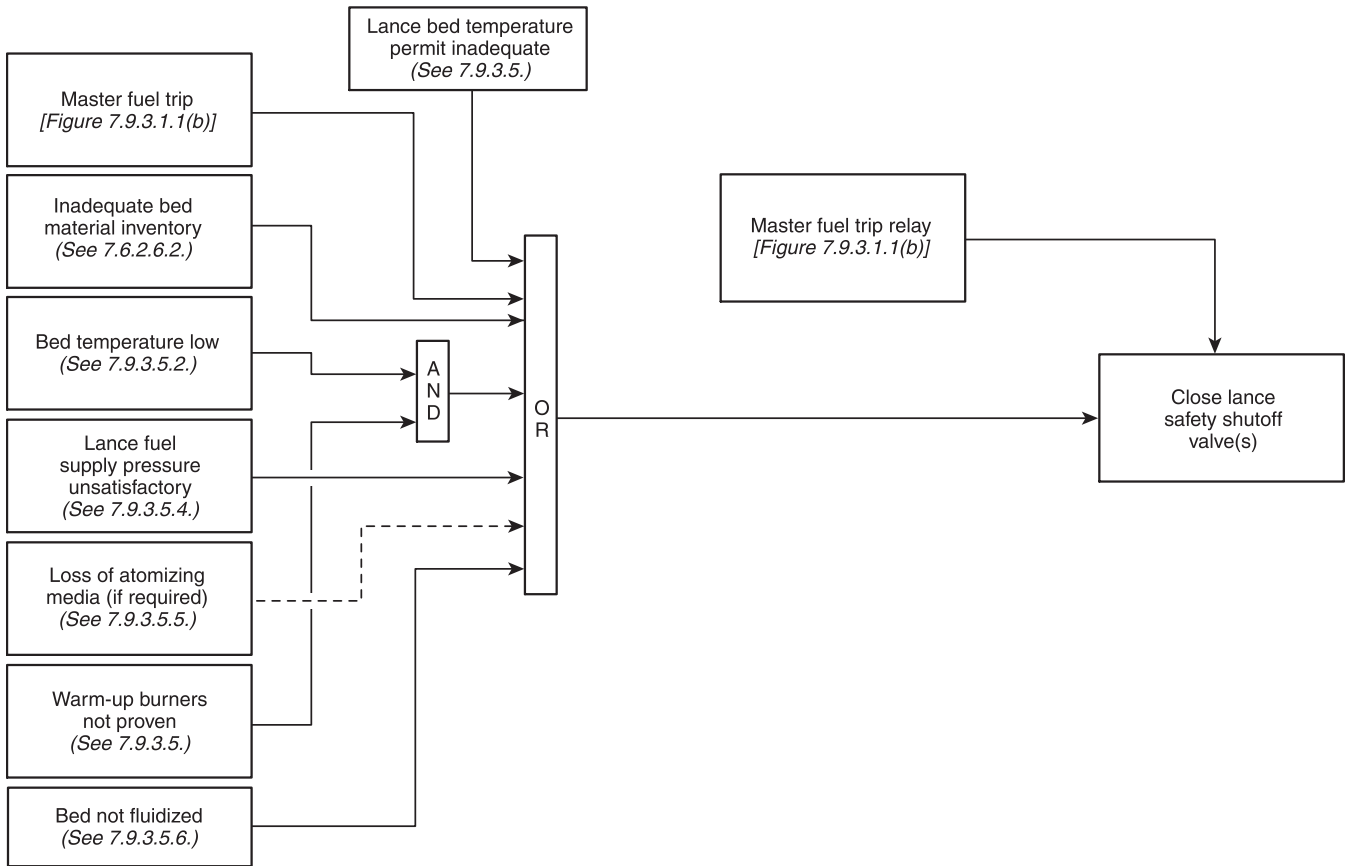 Lance bed temperature
permit inadequate
(See 7.9.3.5.)
Master fuel trip
[Figure 7.9.3.1.1(b)]
Inadequate bed
material inventory
(See 7.6.2.6.2.)
Bed temperature low
(See 7.9.3.5.2.)
Lance fuel
supply pressure
unsatisfactory
(See 7.9.3.5.4.)
Loss of atomizing
media (if required)
(See 7.9.3.5.5.)
Warm-up burners
not proven
(See 7.9.3.5.)
Bed not fluidized
(See 7.9.3.5.6.)
A
N
D
O
R
Master fuel trip relay
[Figure 7.9.3.1.1(b)]
Close lance
safety shutoff
valve(s)